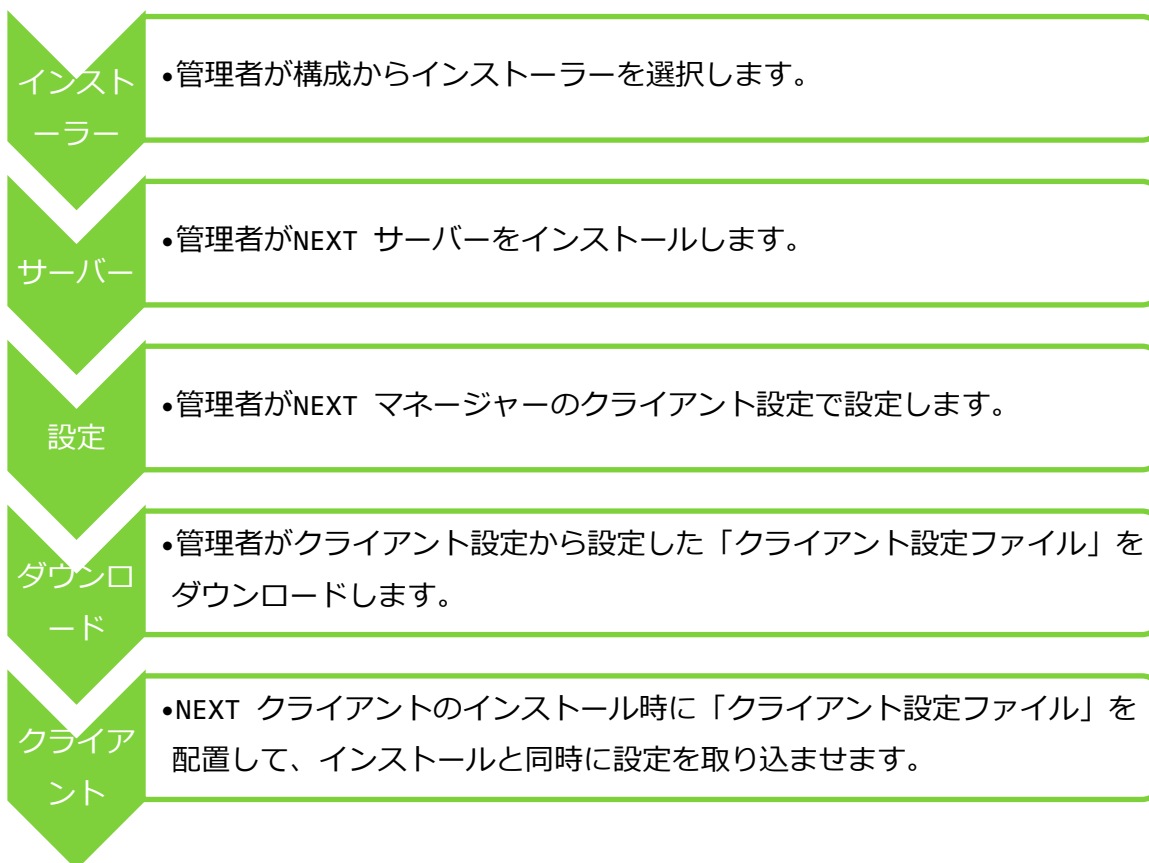 インスト
ーラー
•管理者が構成からインストーラーを選択します。
サーバー
•管理者がNEXT サーバーをインストールします。
設定
•管理者がNEXT マネージャーのクライアント設定で設定します。
ダウンロ
ード
•管理者がクライアント設定から設定した「クライアント設定ファイル」を
ダウンロードします。
クライア
ント
•NEXT クライアントのインストール時に「クライアント設定ファイル」を
配置して、インストールと同時に設定を取り込ませます。